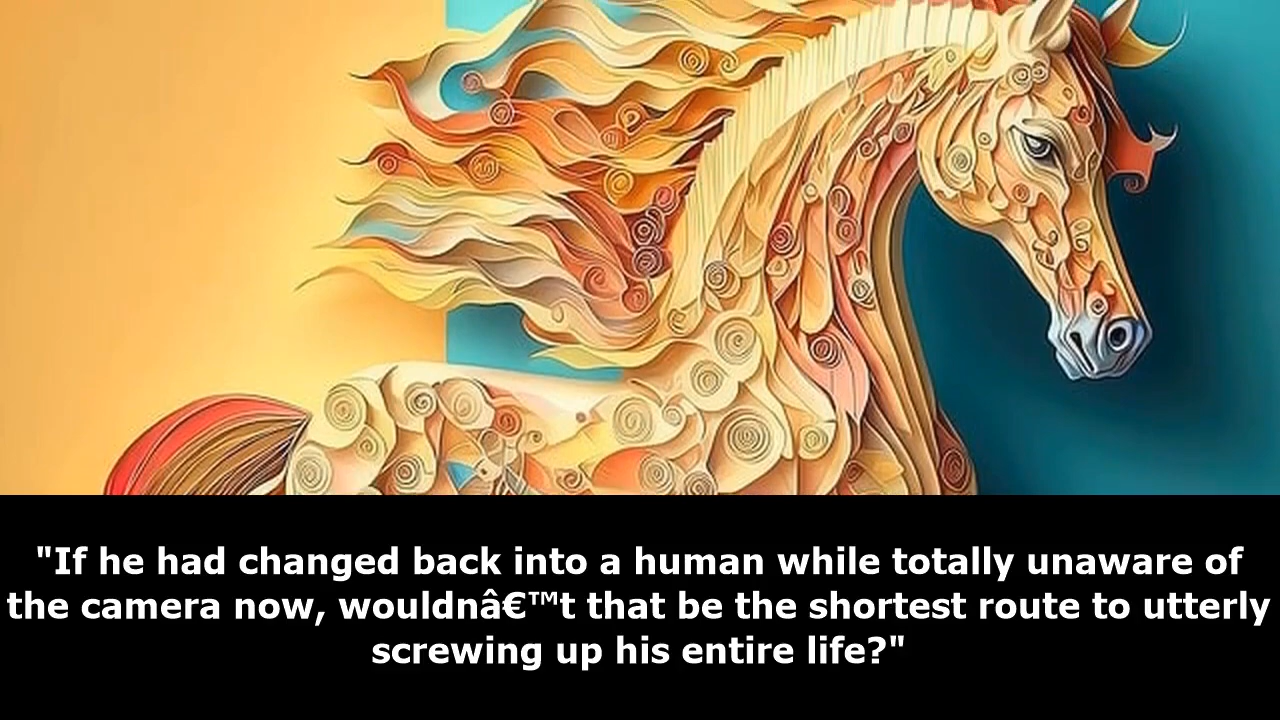 "If he had changed back into a human while totally unaware of
the camera now, wouldnâ€™t that be the shortest route to utterly
screwing up his entire life?"